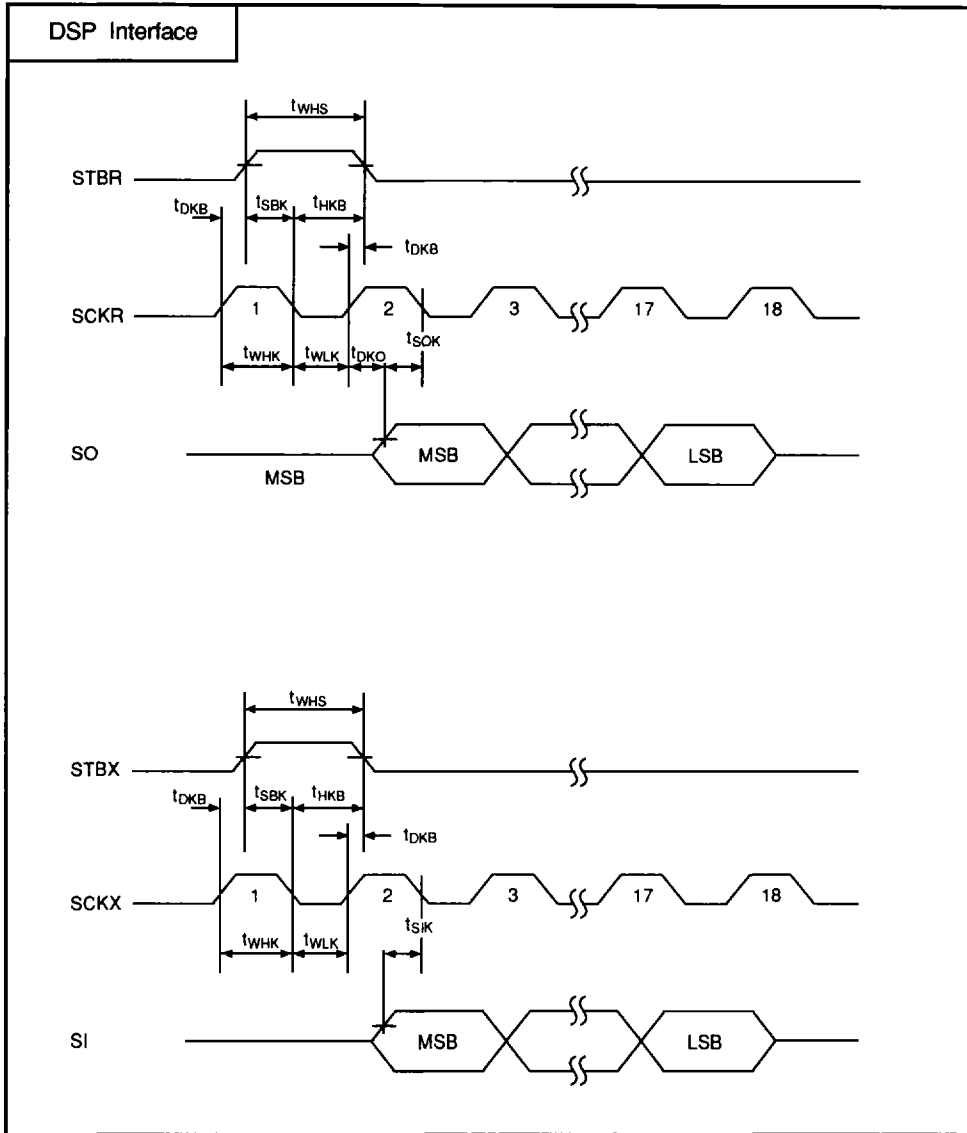 DSP Interface
tWHS
STBR
tDKB tSBK tHKB
tDKB
SCKR 1 2 3 17 18
tSOK
tWHK tWLK tDKO
SO MSB LSB
MSB
tWHS
STBX
tDKB tSBK tHKB
tDKB
SCKX 1 2 3 17 18
tSIK
tWHK tWLK
SI MSB LSB